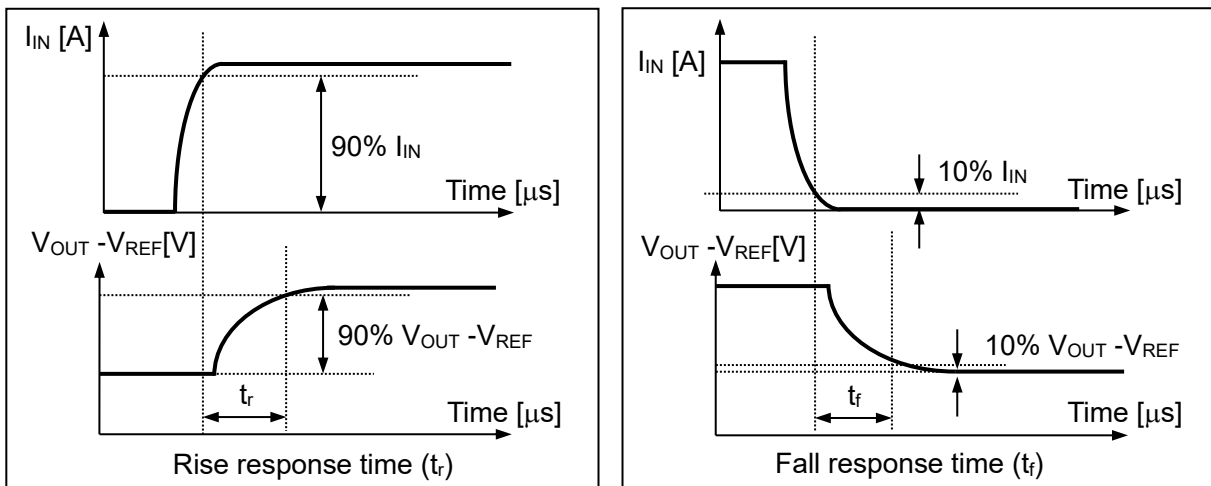 I_IN [A]
90% I_IN
Time [μs]
V_OUT -V_REF[V]
90% V_OUT -V_REF
t_r
Time [μs]
Rise response time (t_r)
I_IN [A]
10% I_IN
Time [μs]
V_OUT -V_REF[V]
10% V_OUT -V_REF
t_f
Time [μs]
Fall response time (t_f)